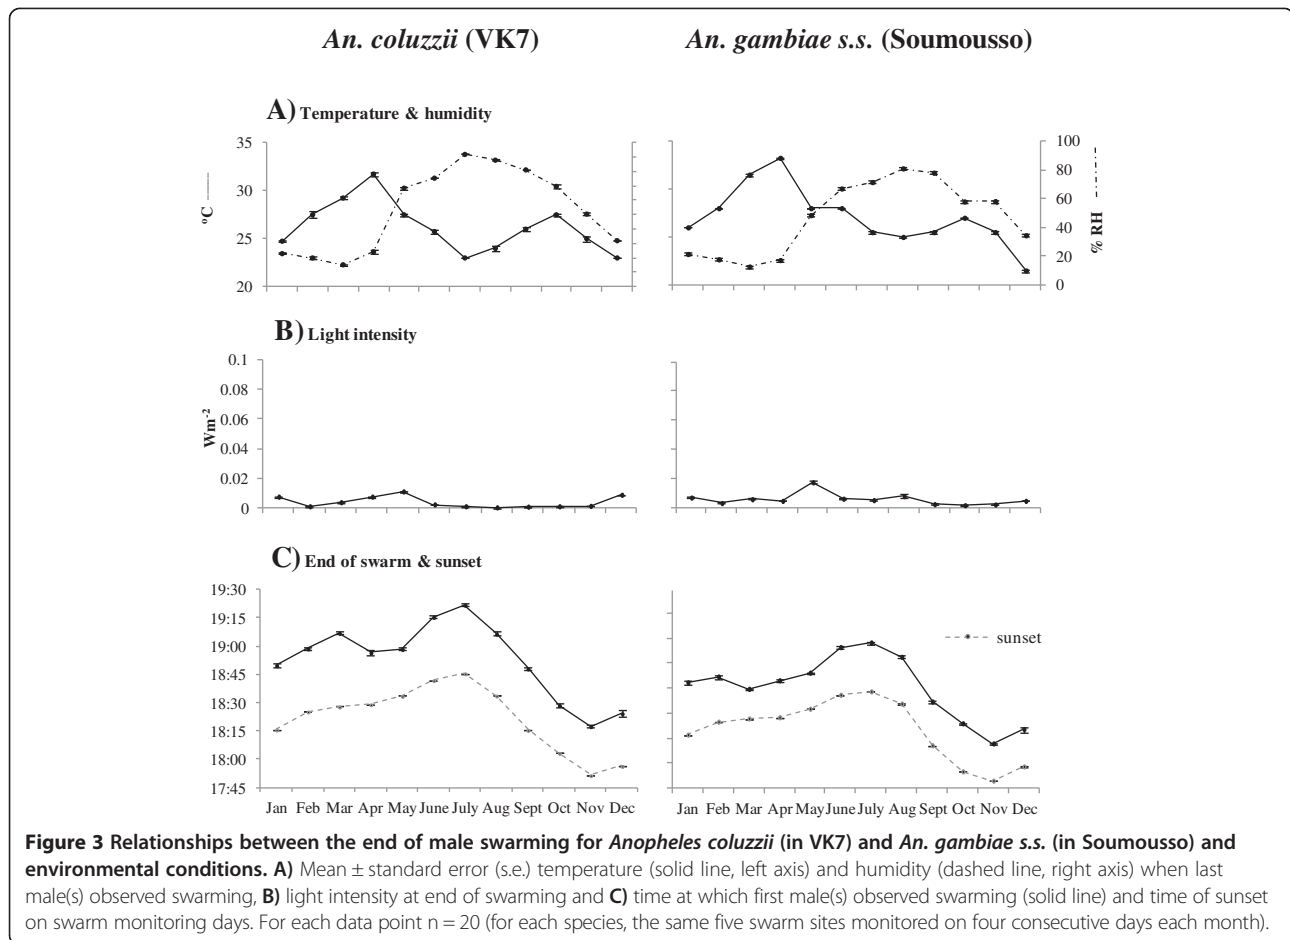 An. coluzzii (VK7)
An. gambiae s.s. (Soumousso)
A) Temperature & humidity
35
30
25
20
ºC
100
80
60
40
20
0
% RH
B) Light intensity
0.1
0.08
0.06
0.04
0.02
0
Wm-2
C) End of swarm & sunset
19:30
19:15
19:00
18:45
18:30
18:15
18:00
17:45
sunset
Jan Feb Mar Apr May June July Aug Sept Oct Nov Dec
Jan Feb Mar Apr May June July Aug Sept Oct Nov Dec
Figure 3 Relationships between the end of male swarming for Anopheles coluzzii (in VK7) and An. gambiae s.s. (in Soumousso) and
environmental conditions. A) Mean ± standard error (s.e.) temperature (solid line, left axis) and humidity (dashed line, right axis) when last
male(s) observed swarming, B) light intensity at end of swarming and C) time at which first male(s) observed swarming (solid line) and time of sunset
on swarm monitoring days. For each data point n = 20 (for each species, the same five swarm sites monitored on four consecutive days each month).